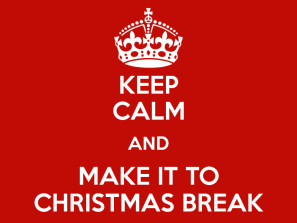 KEEP
CALM
AND
MAKE IT TO
CHRISTMAS BREAK